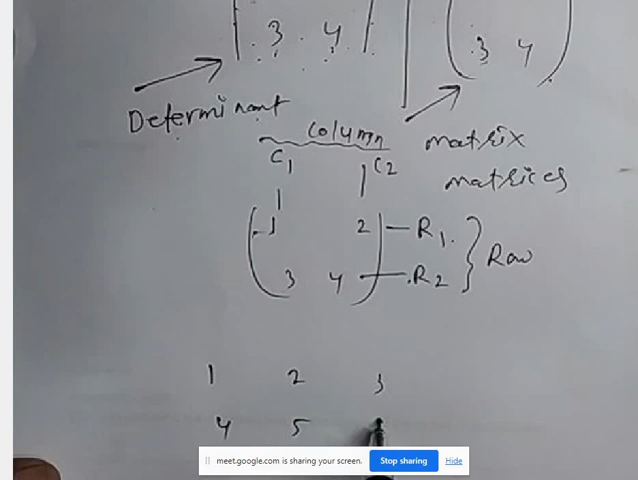 3 4 3 4
Determinant
column matrix
C1 C2 matrices
1 2 R1.
3 4 R2 } Row
1 2 3
4 5
meet.google.com is sharing your screen. Stop sharing Hide